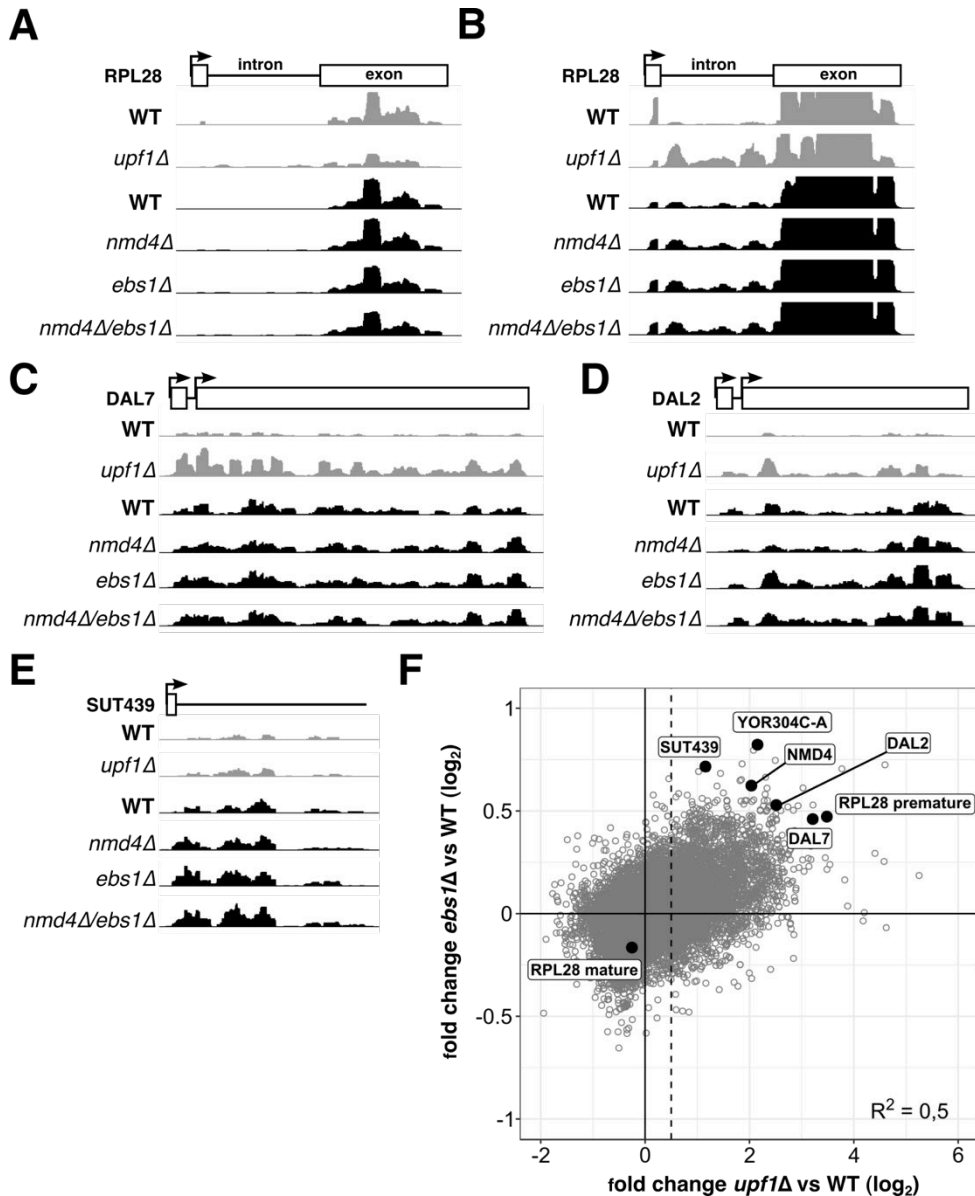 A
intron
RPL28
exon
WT
upf1Δ
WT
nmd4Δ
ebs1Δ
nmd4Δ/ebs1Δ
B
intron
RPL28
exon
WT
upf1Δ
WT
nmd4Δ
ebs1Δ
nmd4Δ/ebs1Δ
C
DAL7
WT
upf1Δ
WT
nmd4Δ
ebs1Δ
nmd4Δ/ebs1Δ
D
DAL2
WT
upf1Δ
WT
nmd4Δ
ebs1Δ
nmd4Δ/ebs1Δ
E
SUT439
WT
upf1Δ
WT
nmd4Δ
ebs1Δ
nmd4Δ/ebs1Δ
F
fold change ebs1Δ vs WT (log₂)
1
0.5
0
-0.5
-1
YOR304C-A
SUT439
NMD4
DAL2
RPL28 premature
DAL7
RPL28 mature
R² = 0,5
-2
0
2
4
6
fold change upf1Δ vs WT (log₂)